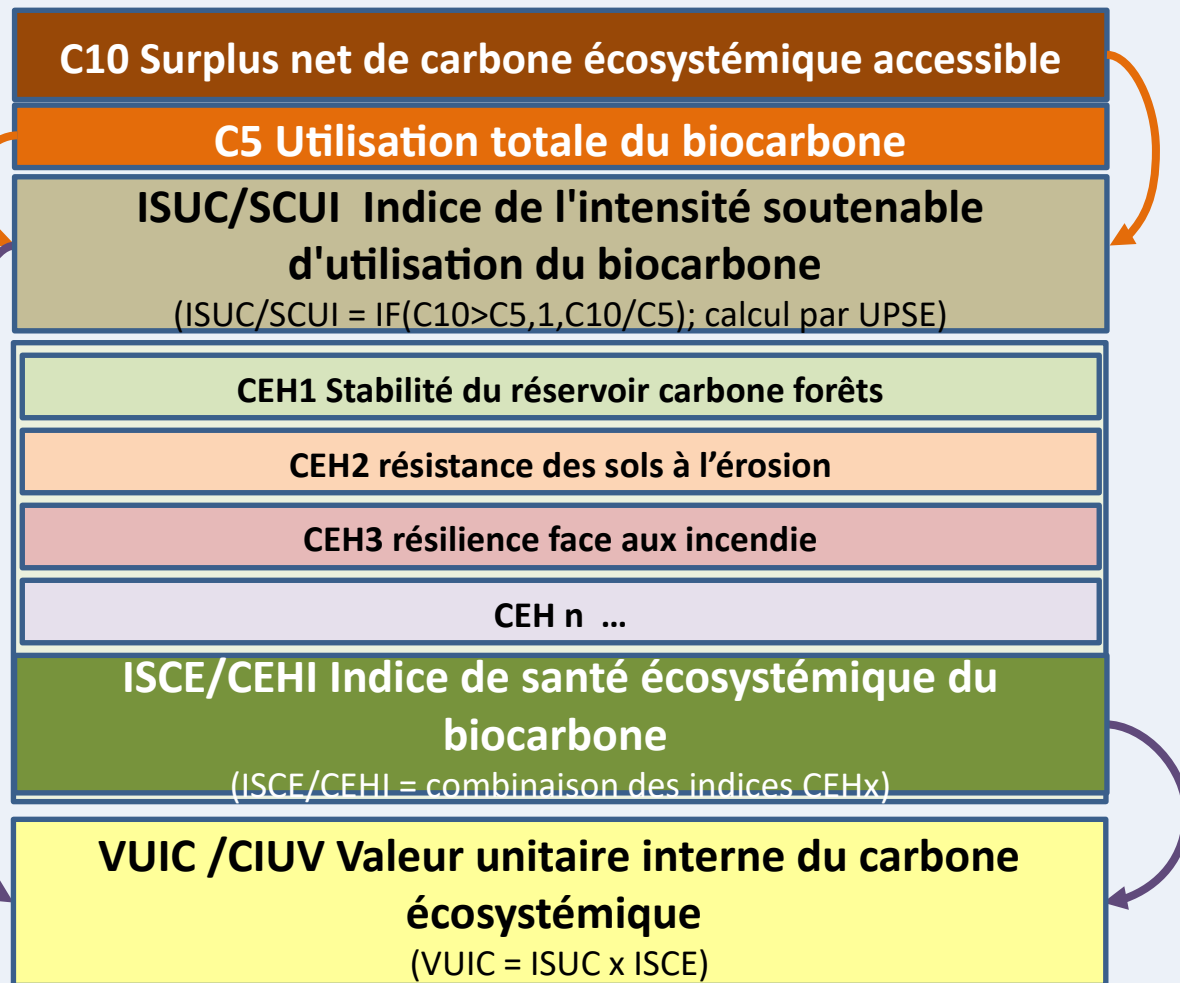 C10 Surplus net de carbone écosystémique accessible
C5 Utilisation totale du biocarbone
ISUC/SCUI Indice de l'intensité soutenable
d'utilisation du biocarbone
(ISUC/SCUI = IF(C10>C5,1,C10/C5); calcul par UPSE)
CEH1 Stabilité du réservoir carbone forêts
CEH2 résistance des sols à l’érosion
CEH3 résilience face aux incendie
CEH n ...
ISCE/CEHI Indice de santé écosystémique du
biocarbone
(ISCE/CEHI = combinaison des indices CEHx)
VUIC /CIUV Valeur unitaire interne du carbone
écosystémique
(VUIC = ISUC x ISCE)